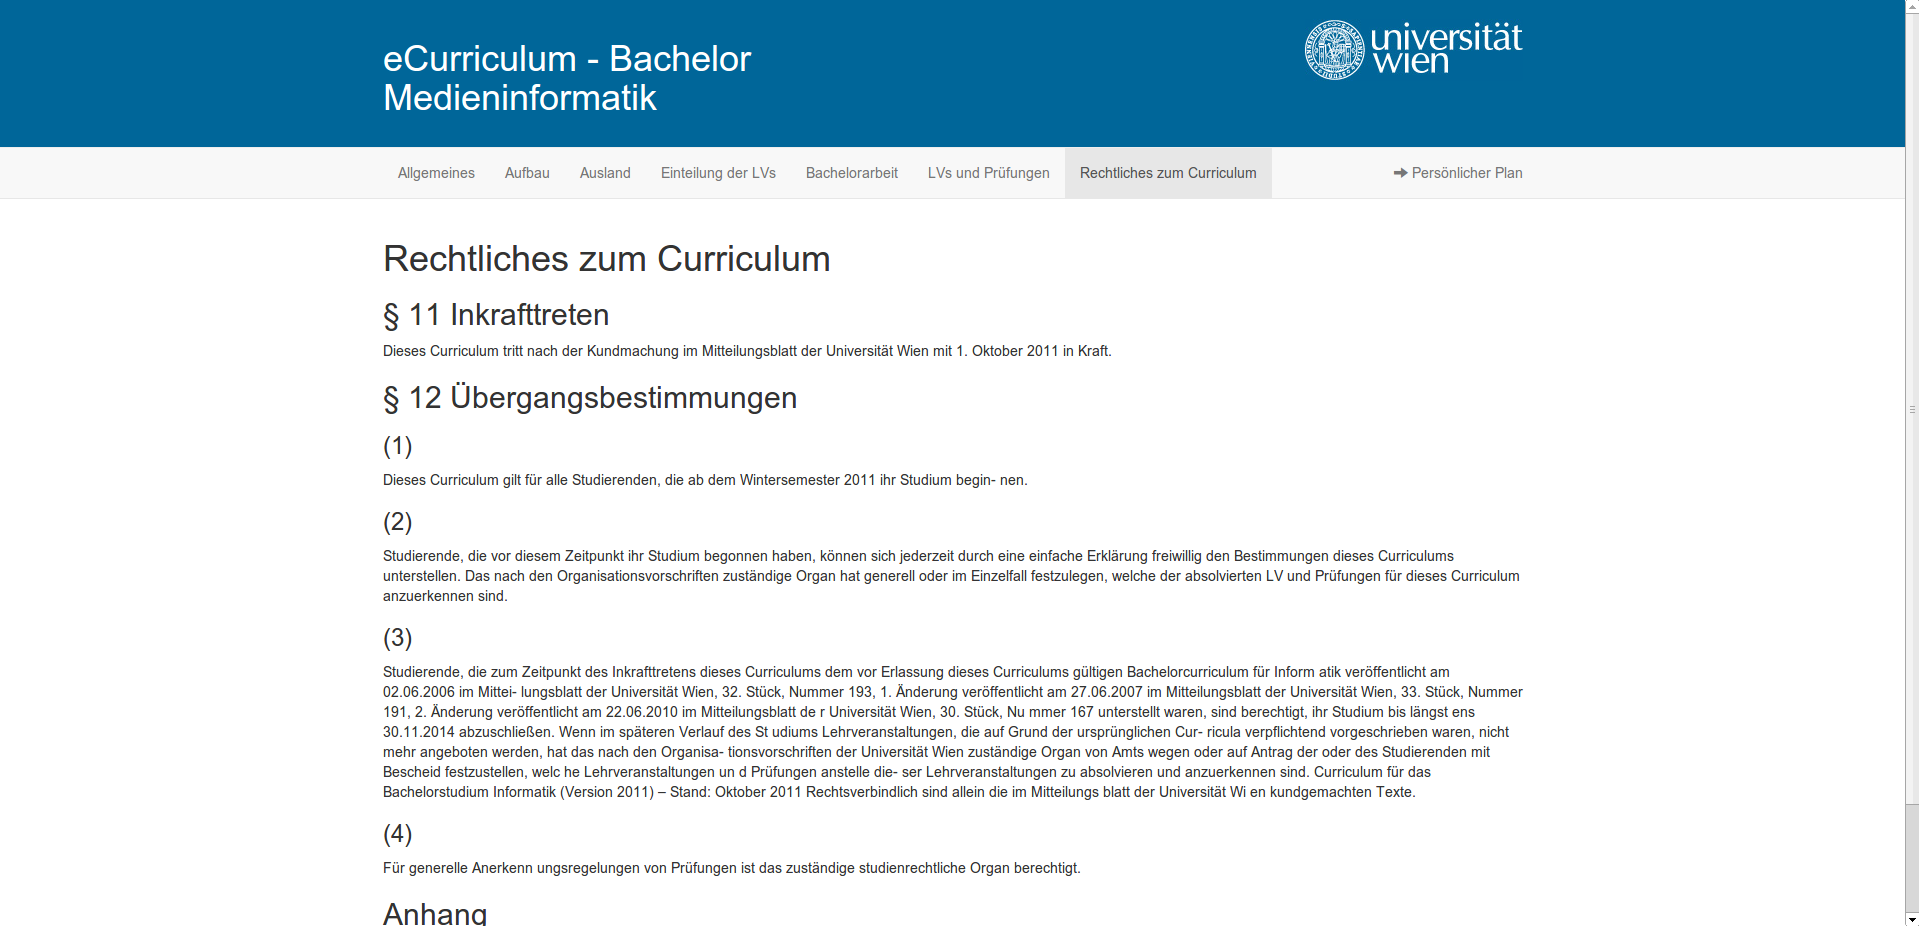 eCurriculum - Bachelor
Medieninformatik
universität
wien
Allgemeines Aufbau Ausland Einteilung der LVs Bachelorarbeit LVs und Prüfungen Rechtliches zum Curriculum Persönlicher Plan
Rechtliches zum Curriculum
§ 11 Inkrafttreten
Dieses Curriculum tritt nach der Kundmachung im Mitteilungsblatt der Universität Wien mit 1. Oktober 2011 in Kraft.
§ 12 Übergangsbestimmungen
(1)
Dieses Curriculum gilt für alle Studierenden, die ab dem Wintersemester 2011 ihr Studium begin- nen.
(2)
Studierende, die vor diesem Zeitpunkt ihr Studium begonnen haben, können sich jederzeit durch eine einfache Erklärung freiwillig den Bestimmungen dieses Curriculums
unterstellen. Das nach den Organisationsvorschriften zuständige Organ hat generell oder im Einzelfall festzulegen, welche der absolvierten LV und Prüfungen für dieses Curriculum
anzuerkennen sind.
(3)
Studierende, die zum Zeitpunkt des Inkrafttretens dieses Curriculums dem vor Erlassung dieses Curriculums gültigen Bachelorcurriculum für Inform atik veröffentlicht am
02.06.2006 im Mittei- lungsblatt der Universität Wien, 32. Stück, Nummer 193, 1. Änderung veröffentlicht am 27.06.2007 im Mitteilungsblatt der Universität Wien, 33. Stück, Nummer
191, 2. Änderung veröffentlicht am 22.06.2010 im Mitteilungsblatt de r Universität Wien, 30. Stück, Nu mmer 167 unterstellt waren, sind berechtigt, ihr Studium bis längst ens
30.11.2014 abzuschließen. Wenn im späteren Verlauf des St udiums Lehrveranstaltungen, die auf Grund der ursprünglichen Cur- ricula verpflichtend vorgeschrieben waren, nicht
mehr angeboten werden, hat das nach den Organisa- tionsvorschriften der Universität Wien zuständige Organ von Amts wegen oder auf Antrag der oder des Studierenden mit
Bescheid festzustellen, welc he Lehrveranstaltungen un d Prüfungen anstelle die- ser Lehrveranstaltungen zu absolvieren und anzuerkennen sind. Curriculum für das
Bachelorstudium Informatik (Version 2011) – Stand: Oktober 2011 Rechtsverbindlich sind allein die im Mitteilungs blatt der Universität Wi en kundgemachten Texte.
(4)
Für generelle Anerkenn ungsregelungen von Prüfungen ist das zuständige studienrechtliche Organ berechtigt.
Anhang